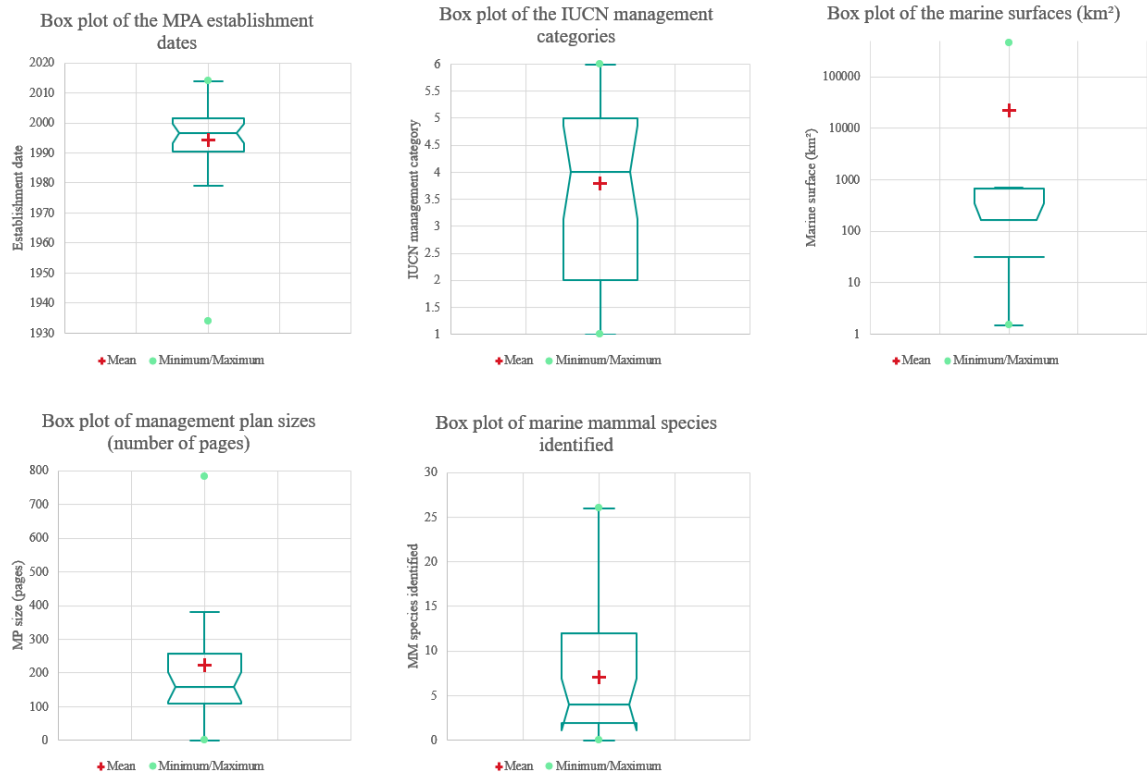 Box plot of the MPA establishment
dates
2020
2010
2000
1990
1980
1970
1960
1950
1940
1930
Establishment date
Mean Minimum/Maximum
Box plot of the IUCN management
categories
6
5.5
5
4.5
4
3.5
3
2.5
2
1.5
1
IUCN management category
Mean Minimum/Maximum
Box plot of the marine surfaces (km²)
100000
10000
1000
100
10
1
Marine surface (km²)
Mean Minimum/Maximum
Box plot of management plan sizes
(number of pages)
800
700
600
500
400
300
200
100
0
MP size (pages)
Mean Minimum/Maximum
Box plot of marine mammal species
identified
30
25
20
15
10
5
0
MM species identified
Mean Minimum/Maximum